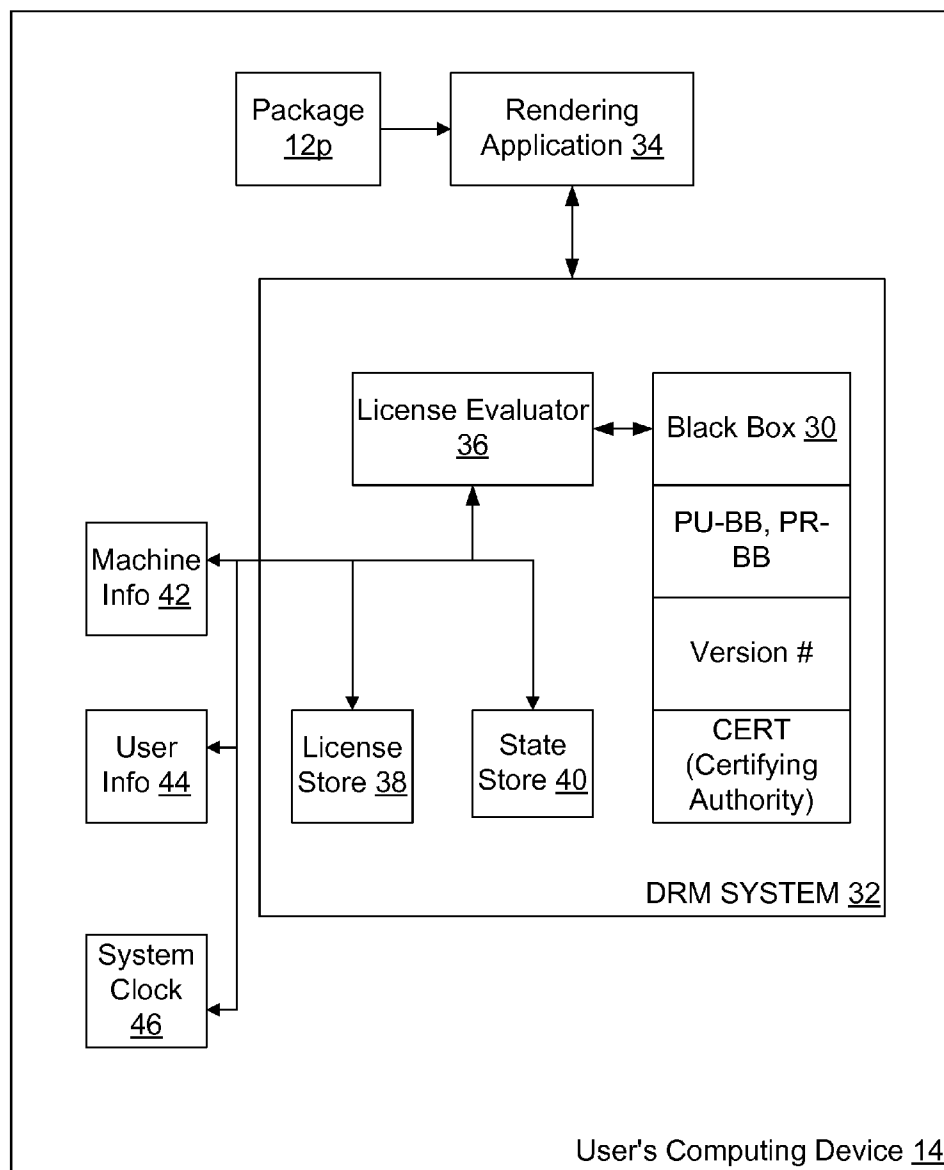 Package
12p
Rendering
Application 34
License Evaluator
36
Black Box 30
PU-BB, PR-
BB
Machine
Info 42
Version #
User
Info 44
License
Store 38
State
Store 40
CERT
(Certifying
Authority)
DRM SYSTEM 32
System
Clock
46
User's Computing Device 14